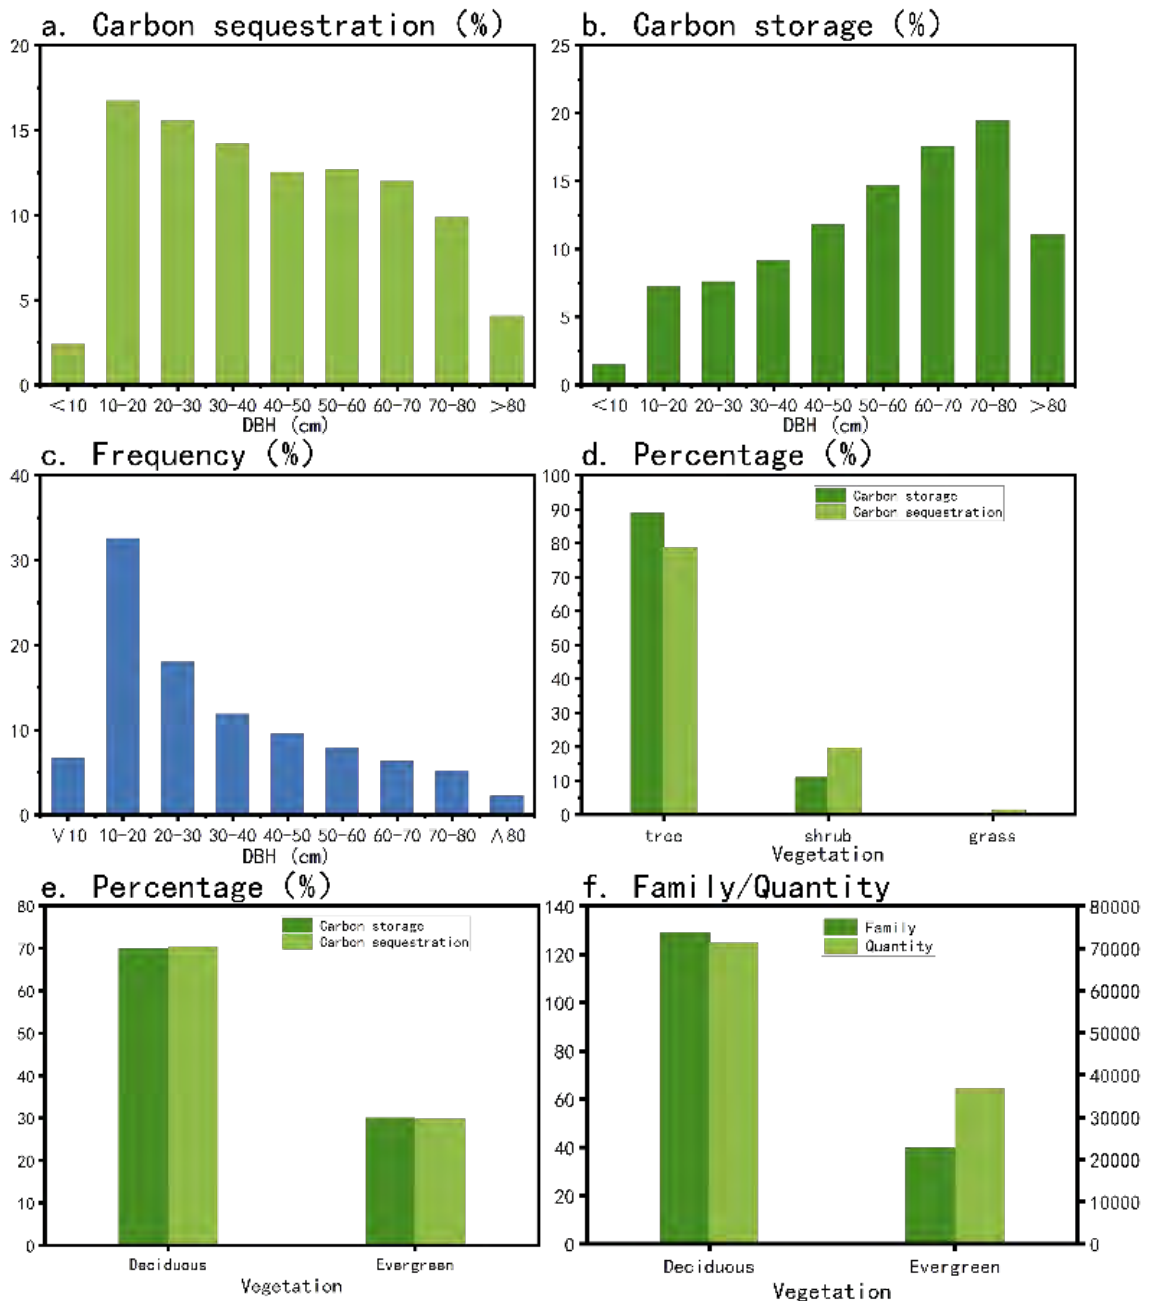 a. Carbon sequestration (%)
20
15
10
5
0
<10 10-20 20-30 30-40 40-50 50-60 60-70 70-80 >80
DBH (cm)
b. Carbon storage (%)
25
20
15
10
5
0
<10 10-20 20-30 30-40 40-50 50-60 60-70 70-80 >80
DBH (cm)
c. Frequency (%)
40
30
20
10
0
∨10 10-20 20-30 30-40 40-50 50-60 60-70 70-80 ∧80
DBH (cm)
d. Percentage (%)
100
90
80
70
60
50
40
30
20
10
0
Carbon storage
Carbon sequestration
tree shrub grass
Vegetation
e. Percentage (%)
80
70
60
50
40
30
20
10
0
Carbon storage
Carbon sequestration
Deciduous Evergreen
Vegetation
f. Family/Quantity
140
120
100
80
60
40
20
0
Family
Quantity
80000
70000
60000
50000
40000
30000
20000
10000
0
Deciduous Evergreen
Vegetation